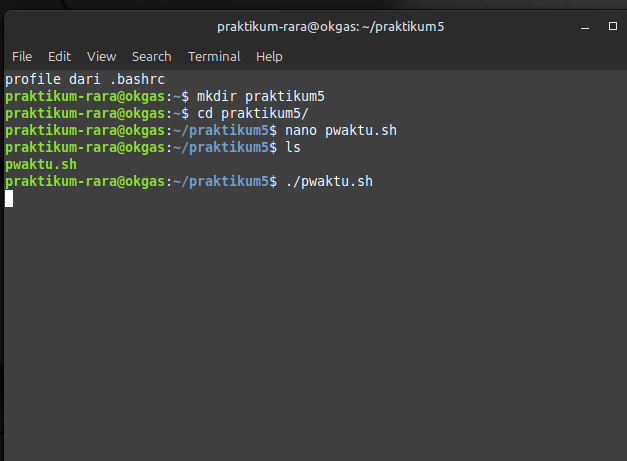 praktikum-rara@okgas: ~/praktikum5
File Edit View Search Terminal Help
profile dari .bashrc
praktikum-rara@okgas:~$ mkdir praktikum5
praktikum-rara@okgas:~$ cd praktikum5/
praktikum-rara@okgas:~/praktikum5$ nano pwaktu.sh
praktikum-rara@okgas:~/praktikum5$ ls
pwaktu.sh
praktikum-rara@okgas:~/praktikum5$ ./pwaktu.sh